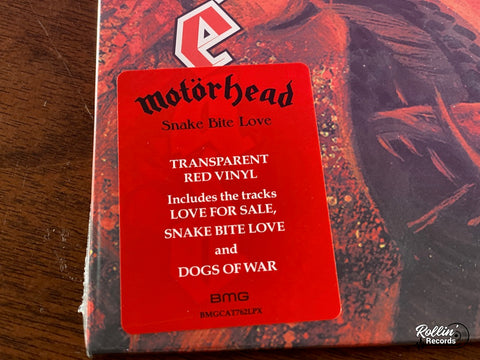 e
motörhead
Snake Bite Love
TRANSPARENT
RED VINYL
Includes the tracks
LOVE FOR SALE,
SNAKE BITE LOVE
and
DOGS OF WAR
BMG
BMGCAT762LPX
Rollin'
Records